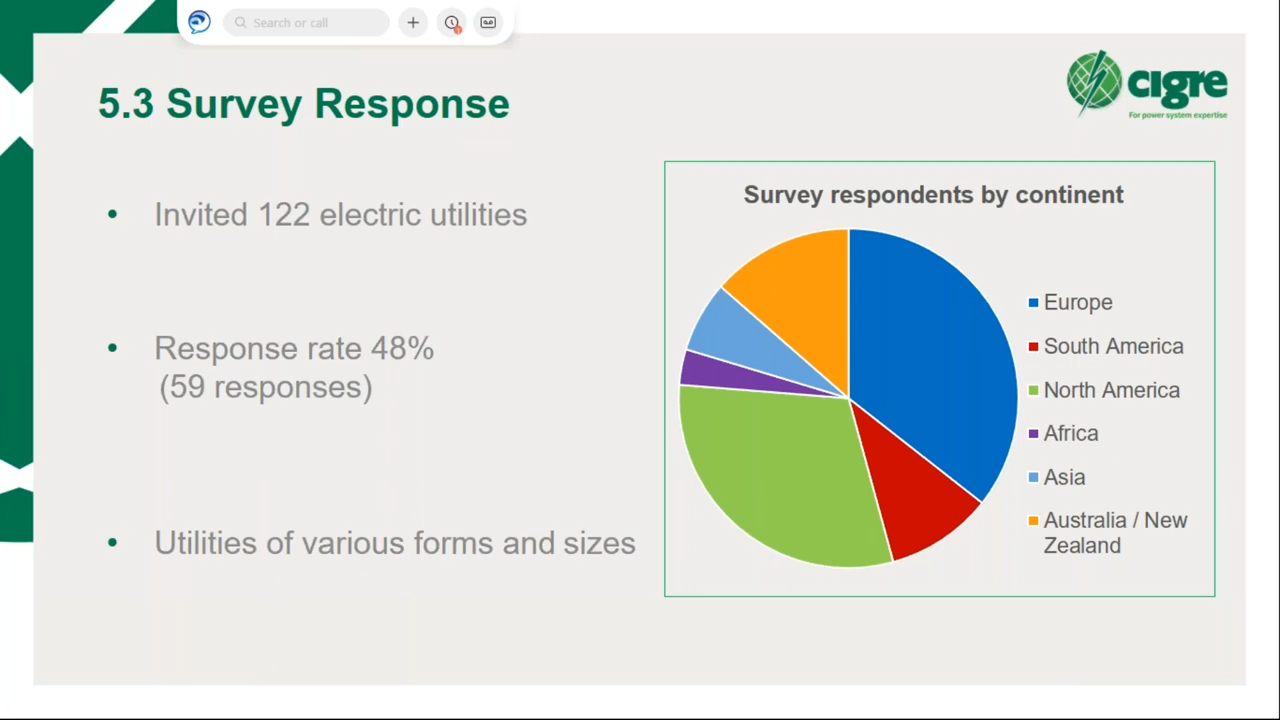 Search or call
5.3 Survey Response
cigre
For power system expertise
• Invited 122 electric utilities
• Response rate 48%
(59 responses)
• Utilities of various forms and sizes
Survey respondents by continent
Europe
South America
North America
Africa
Asia
Australia / New
Zealand